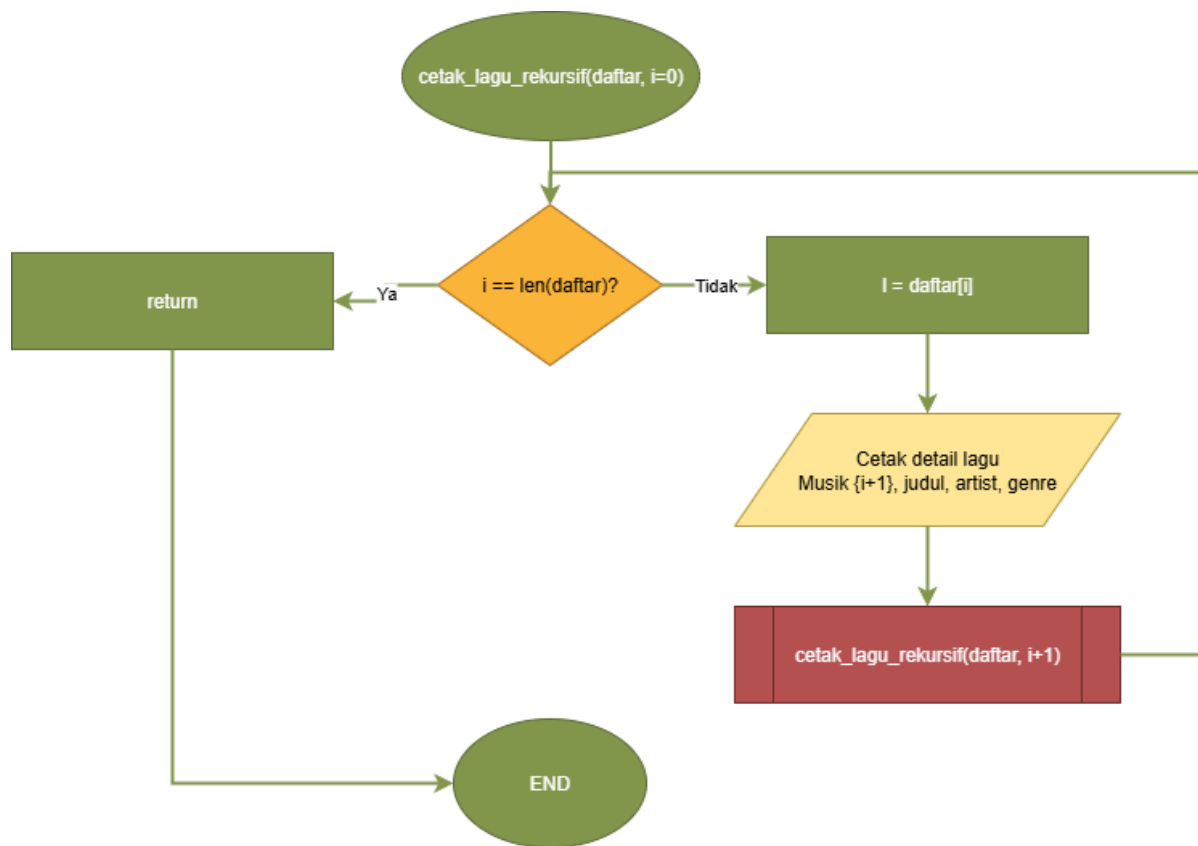 cetak_lagu_rekursif(daftar, i=0)
i == len(daftar)?
Ya
return
Tidak
l = daftar[i]
Cetak detail lagu
Musik {i+1}, judul, artist, genre
cetak_lagu_rekursif(daftar, i+1)
END